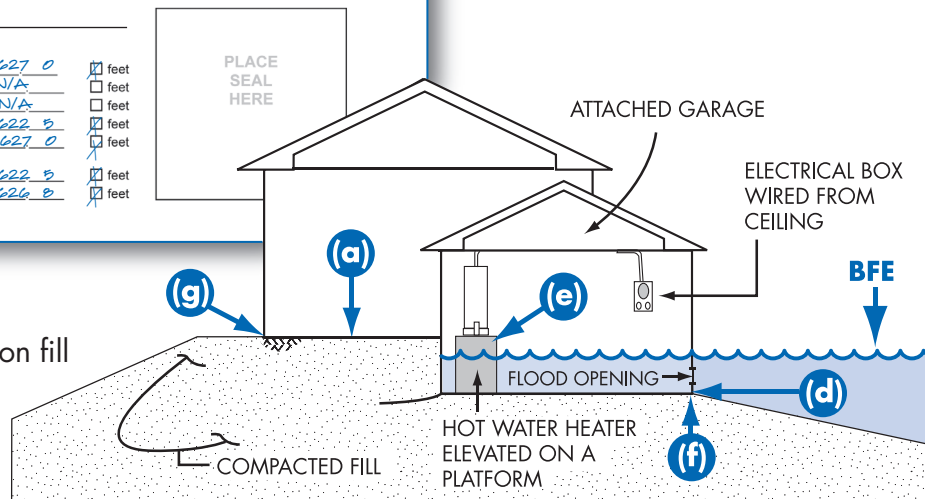 627 0 feet
N/A feet
N/A feet
622 5 feet
627 0 feet
622 5 feet
626 8 feet
PLACE
SEAL
HERE
ATTACHED GARAGE
ELECTRICAL BOX
WIRED FROM
CEILING
BFE
(a)
(g)
(e)
on fill
FLOOD OPENING
(d)
(f)
HOT WATER HEATER
ELEVATED ON A
PLATFORM
COMPACTED FILL